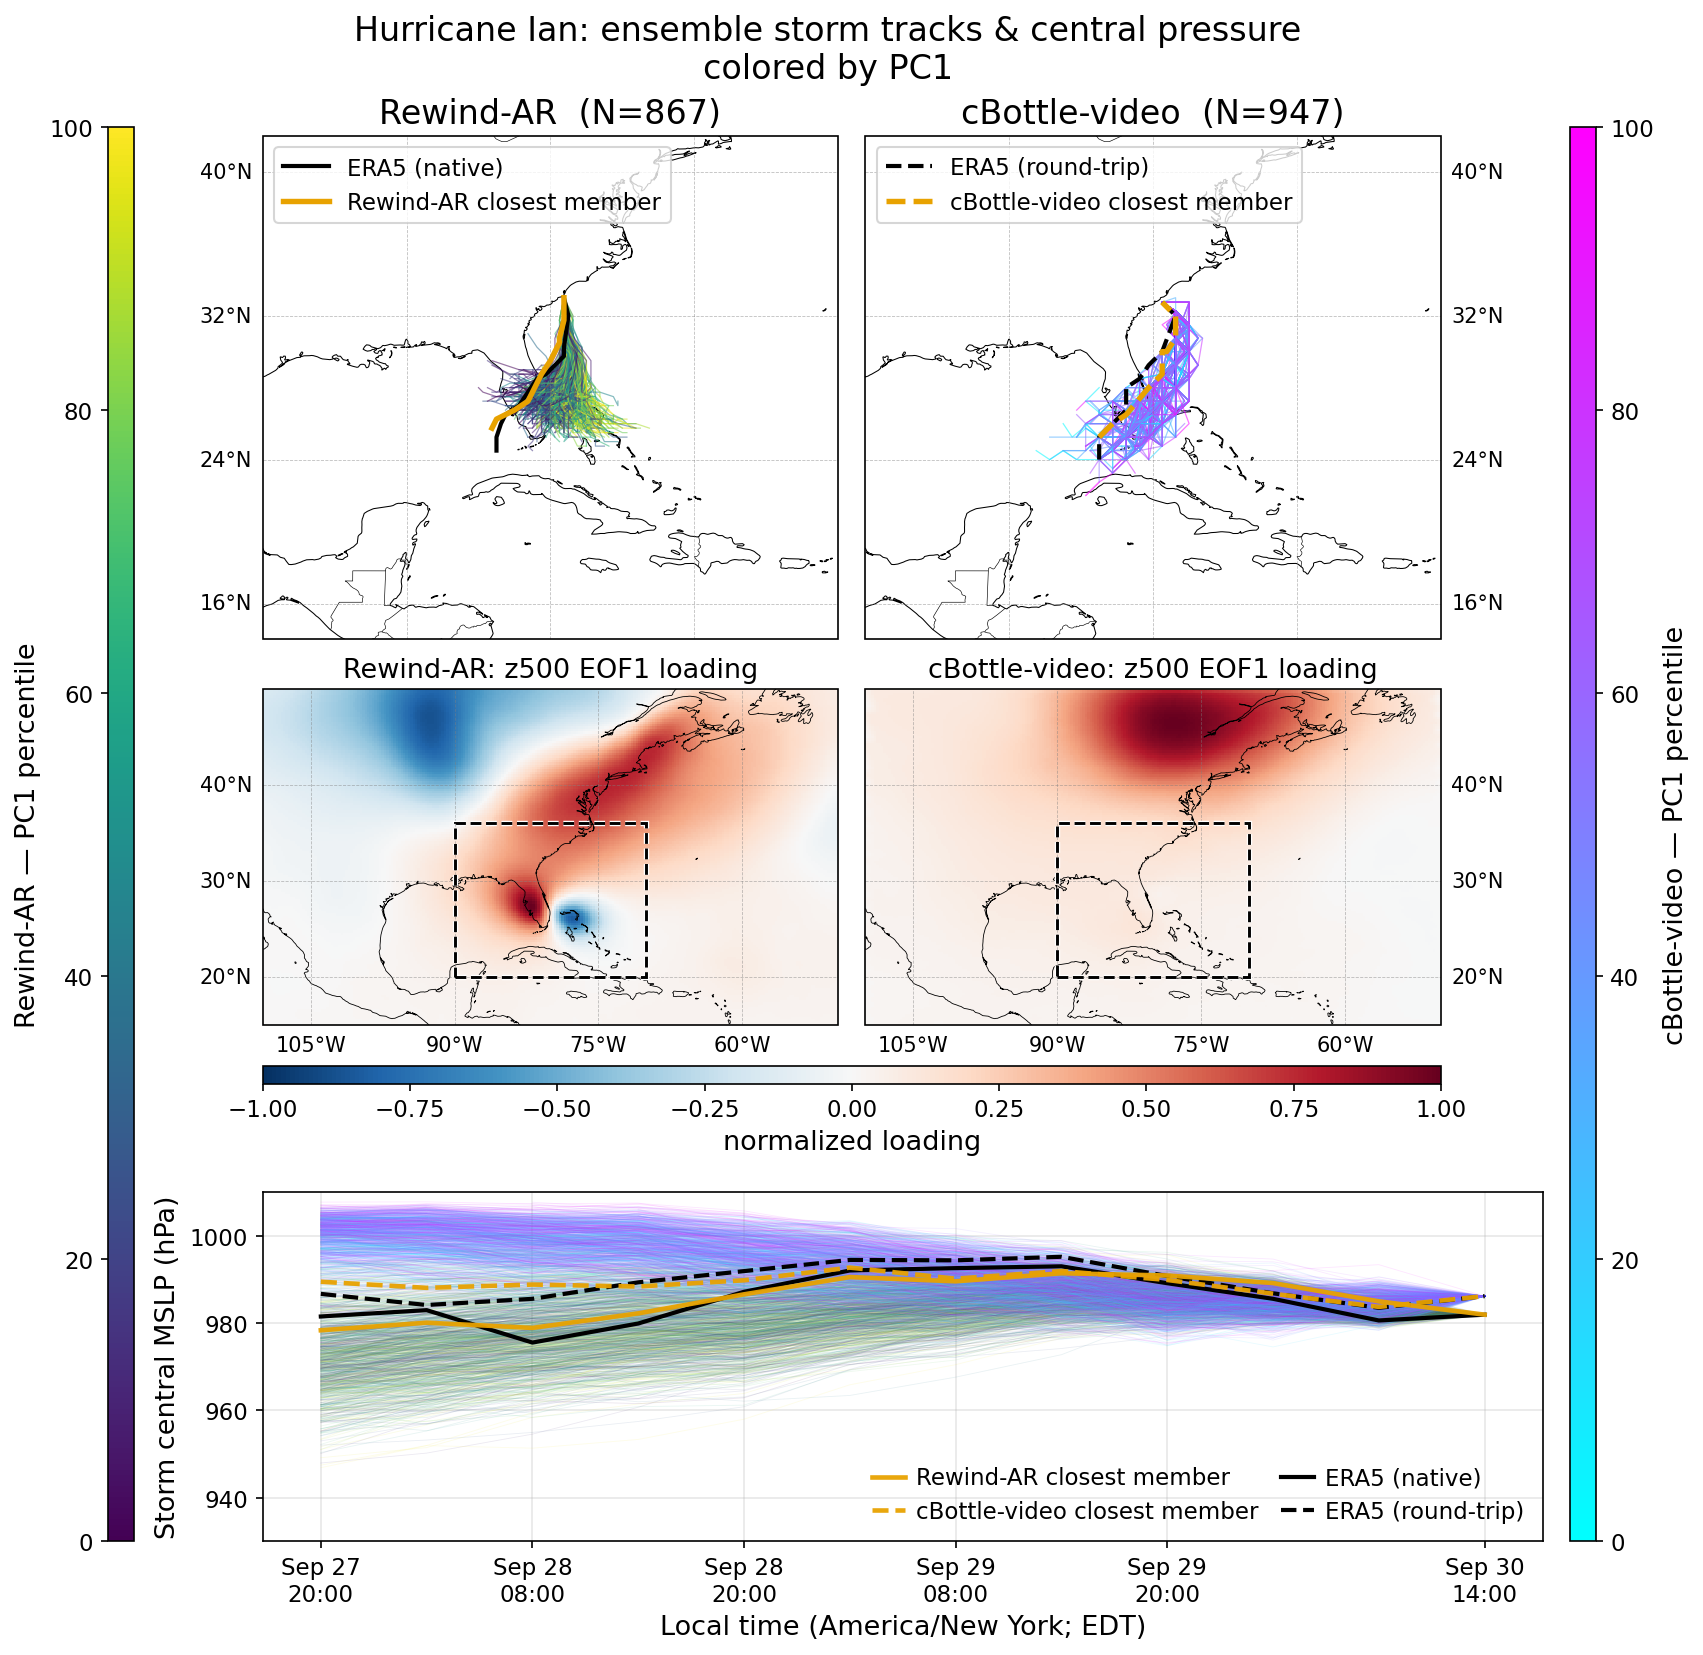 Hurricane Ian: ensemble storm tracks & central pressure
colored by PC1
Rewind-AR (N=867)
cBottle-video (N=947)
ERA5 (native)
Rewind-AR closest member
ERA5 (round-trip)
cBottle-video closest member
40°N
32°N
24°N
16°N
40°N
32°N
24°N
16°N
100
80
60
40
20
0
Rewind-AR — PC1 percentile
100
80
60
40
20
0
cBottle-video — PC1 percentile
Rewind-AR: z500 EOF1 loading
cBottle-video: z500 EOF1 loading
40°N
30°N
20°N
40°N
30°N
20°N
105°W 90°W 75°W 60°W
105°W 90°W 75°W 60°W
−1.00 −0.75 −0.50 −0.25 0.00 0.25 0.50 0.75 1.00
normalized loading
Storm central MSLP (hPa)
1000
980
960
940
Rewind-AR closest member
cBottle-video closest member
ERA5 (native)
ERA5 (round-trip)
Sep 27
20:00
Sep 28
08:00
Sep 28
20:00
Sep 29
08:00
Sep 29
20:00
Sep 30
14:00
Local time (America/New York; EDT)